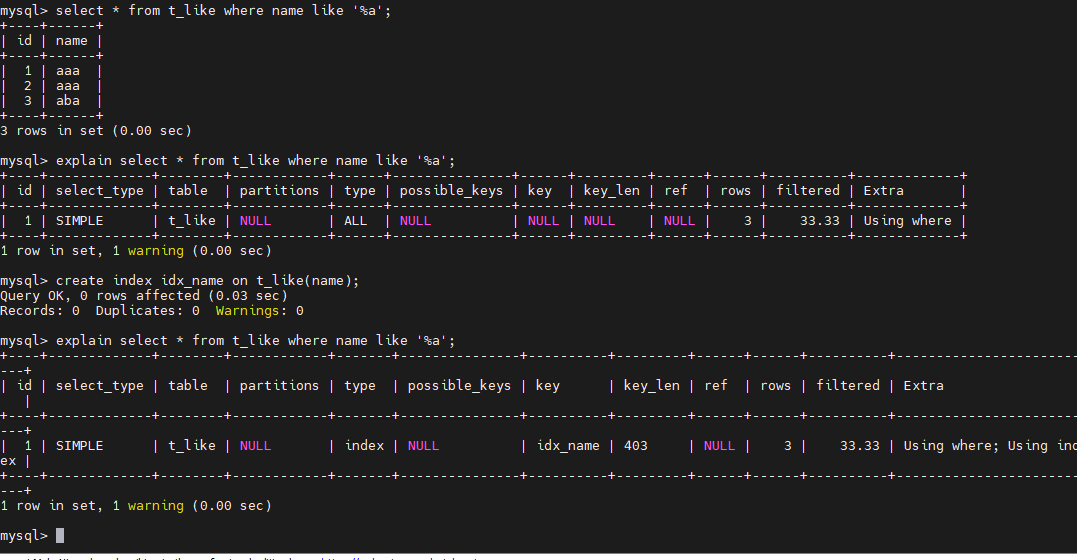 mysql> select * from t_like where name like '%a';
+----+------+
| id | name |
+----+------+
|  1 | aaa  |
|  2 | aaa  |
|  3 | aba  |
+----+------+
3 rows in set (0.00 sec)
mysql> explain select * from t_like where name like '%a';
+----+-------------+--------+------------+------+---------------+------+---------+------+------+----------+-------------+
| id | select_type | table  | partitions | type | possible_keys | key  | key_len | ref  | rows | filtered | Extra       |
+----+-------------+--------+------------+------+---------------+------+---------+------+------+----------+-------------+
|  1 | SIMPLE      | t_like | NULL       | ALL  | NULL          | NULL | NULL    | NULL |    3 |    33.33 | Using where |
+----+-------------+--------+------------+------+---------------+------+---------+------+------+----------+-------------+
1 row in set, 1 warning (0.00 sec)
mysql> create index idx_name on t_like(name);
Query OK, 0 rows affected (0.03 sec)
Records: 0  Duplicates: 0  Warnings: 0
mysql> explain select * from t_like where name like '%a';
+----+-------------+--------+------------+-------+---------------+----------+---------+------+------+----------+-----------------------
---+
| id | select_type | table  | partitions | type  | possible_keys | key      | key_len | ref  | rows | filtered | Extra
   |
+----+-------------+--------+------------+-------+---------------+----------+---------+------+------+----------+-----------------------
---+
|  1 | SIMPLE      | t_like | NULL       | index | NULL          | idx_name | 403     | NULL |    3 |    33.33 | Using where; Using ind
ex |
+----+-------------+--------+------------+-------+---------------+----------+---------+------+------+----------+-----------------------
---+
1 row in set, 1 warning (0.00 sec)
mysql>